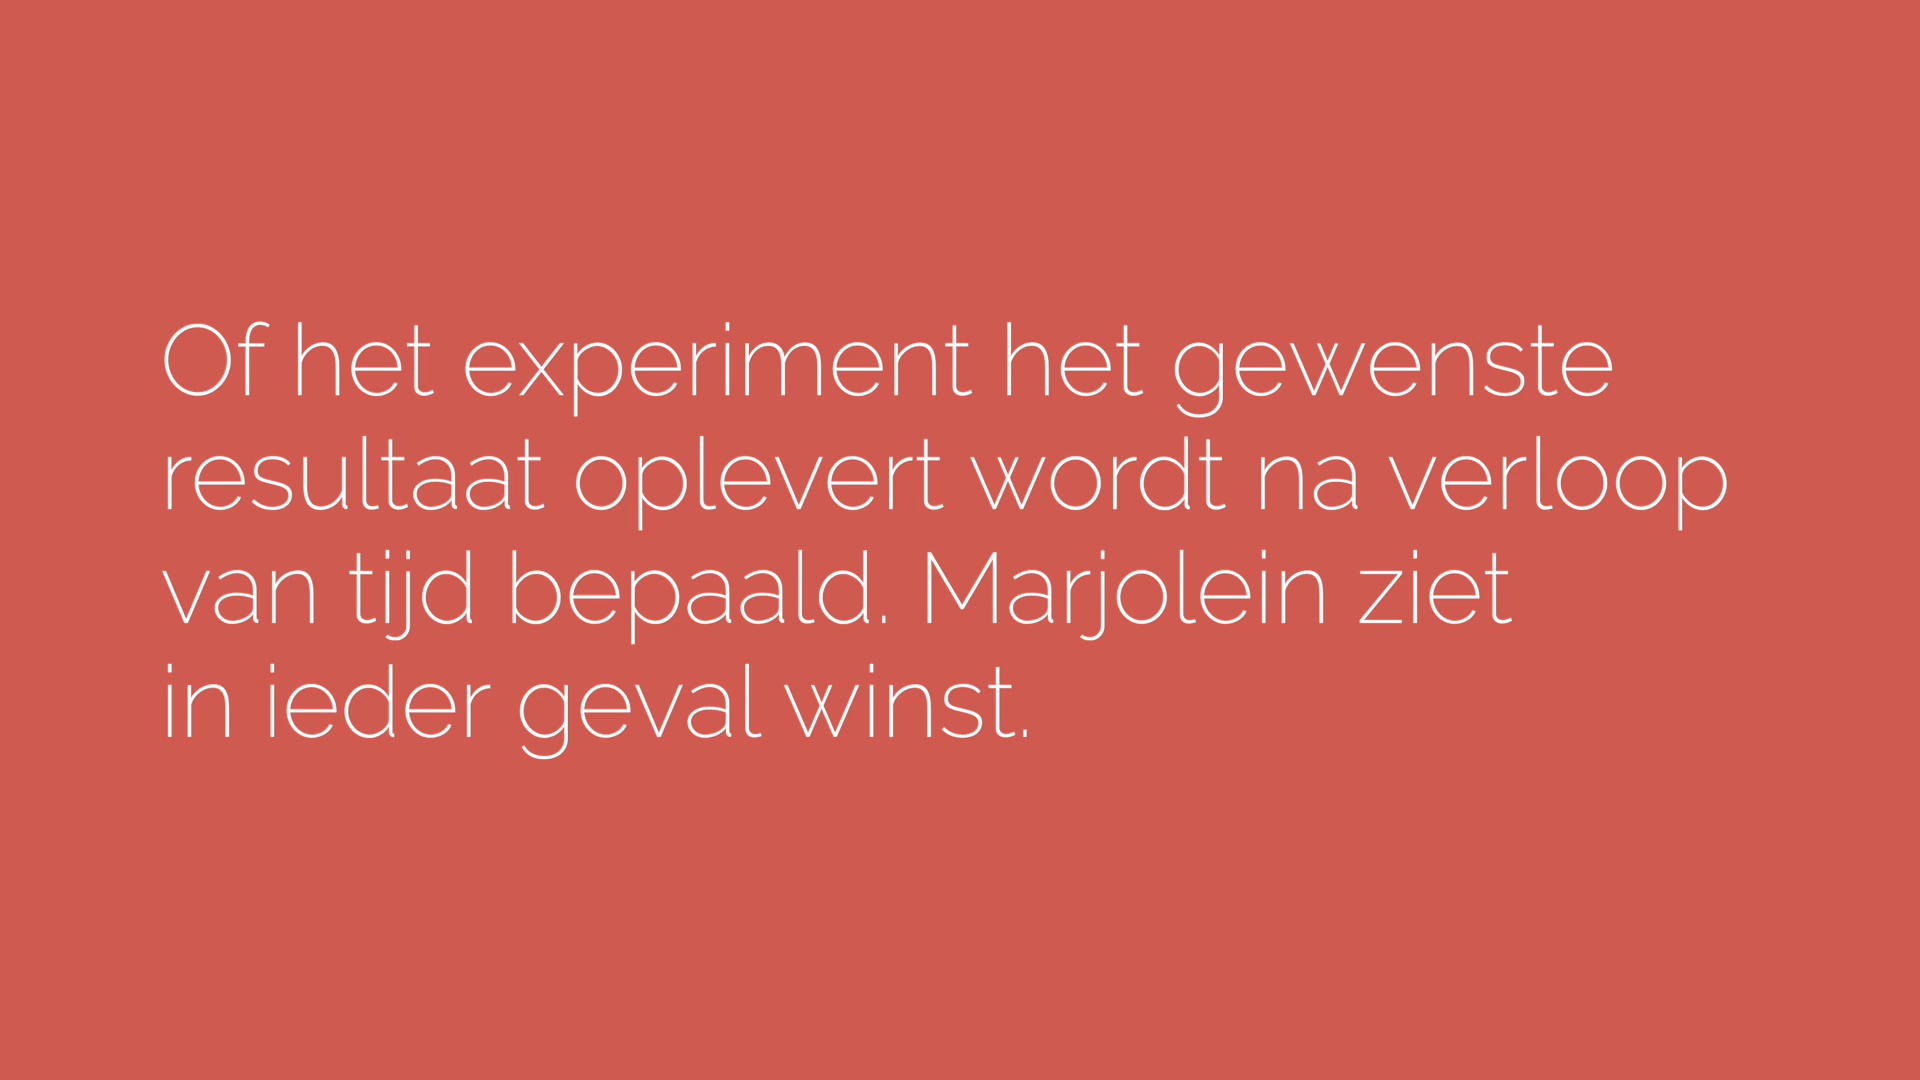 Of het experiment het gewenste
resultaat oplevert wordt na verloop
van tijd bepaald. Marjolein ziet
in ieder geval winst.